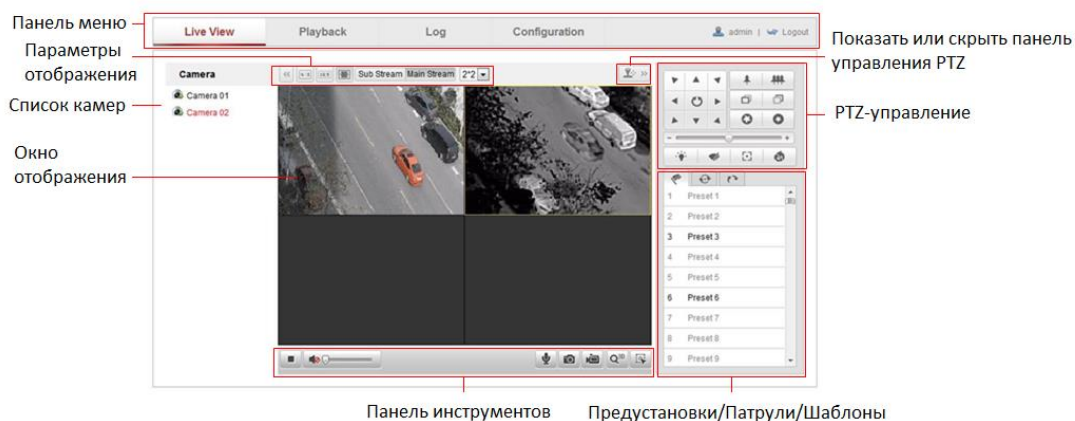 Панель меню
Live View
Playback
Log
Configuration
admin | Logout
Параметры
отображения
Показать или скрыть панель
управления PTZ
Camera
Sub Stream Main Stream 2*2
Список камер
Camera 01
Camera 02
PTZ-управление
Окно
отображения
1 Preset 1
2 Preset 2
3 Preset 3
4 Preset 4
5 Preset 5
6 Preset 6
7 Preset 7
8 Preset 8
9 Preset 9
Панель инструментов
Предустановки/Патрули/Шаблоны